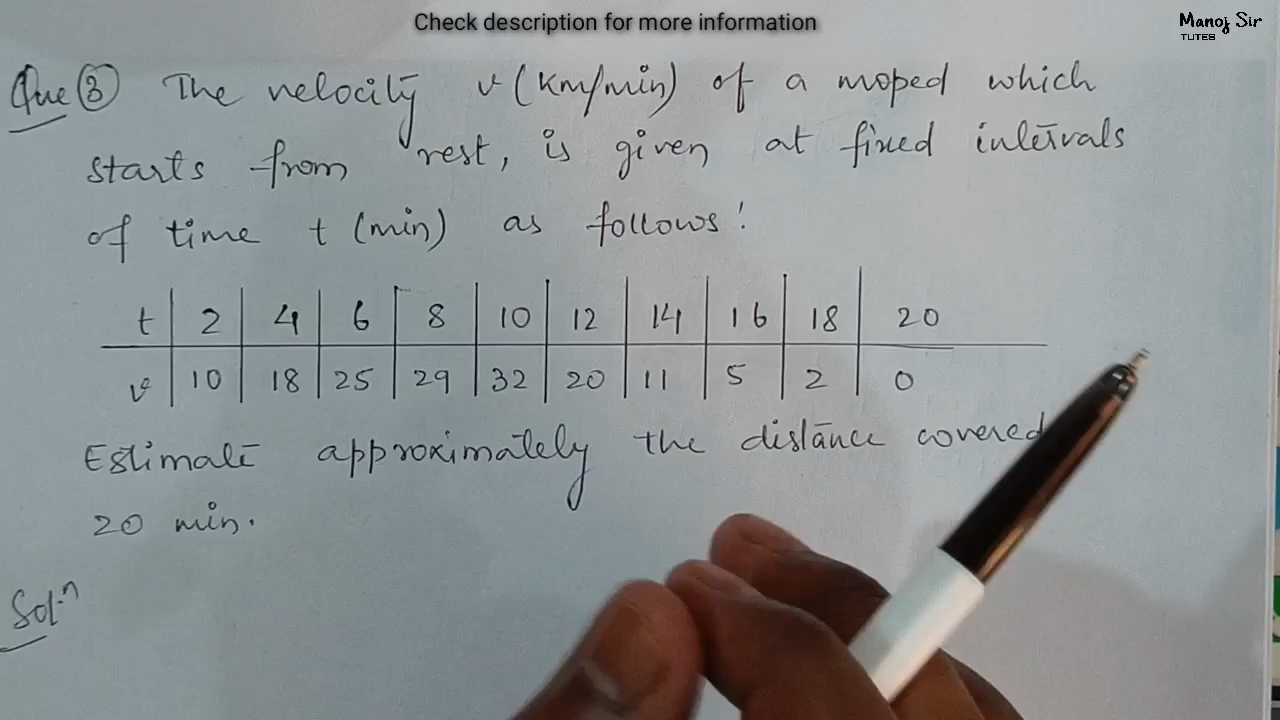 Check description for more information
Manoj Sir
TUTES
Que ③ The velocity v (km/min) of a moped which
starts from rest, is given at fixed intervals
of time t (min) as follows:
t 2 4 6 8 10 12 14 16 18 20
v 10 18 25 29 32 20 11 5 2 0
Estimate approximately the distance covered
20 min.
Sol.n